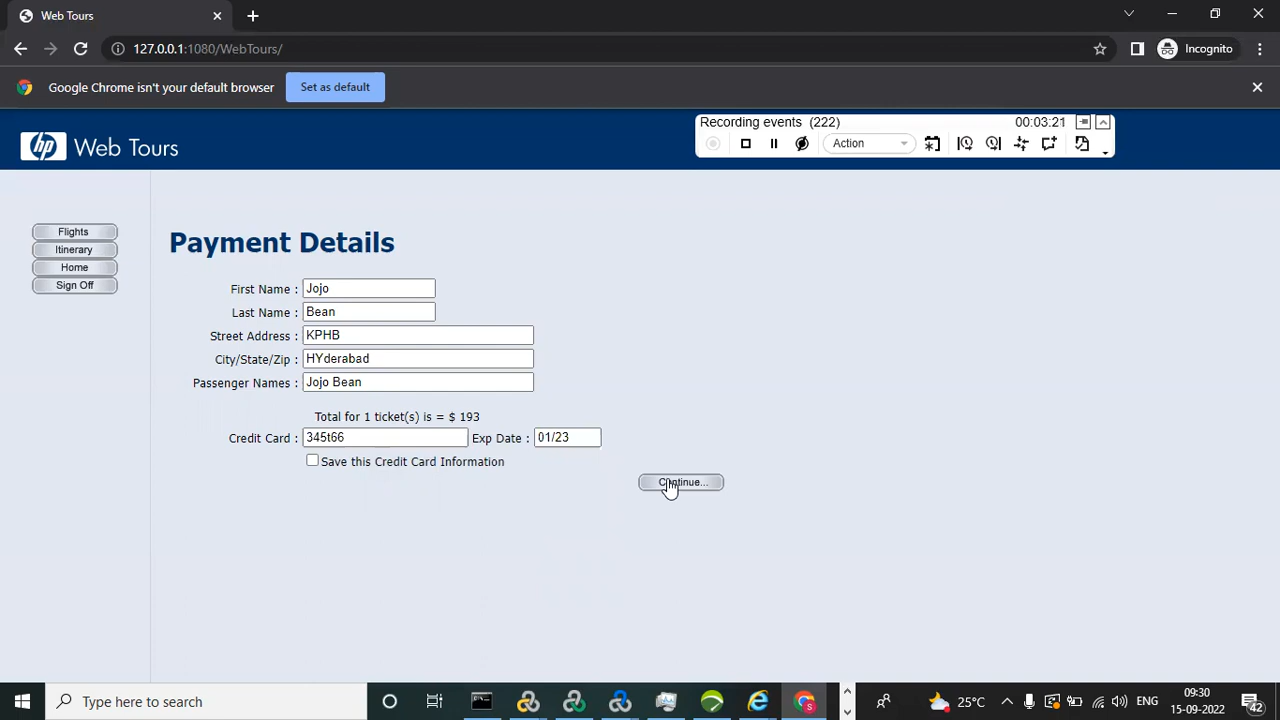 Web Tours
127.0.0.1:1080/WebTours/
Incognito
Google Chrome isn't your default browser
Set as default
hp
Web Tours
Recording events (222)
00:03:21
Action
Flights
Itinerary
Home
Sign Off
Payment Details
First Name : Jojo
Last Name : Bean
Street Address : KPHB
City/State/Zip : HYderabad
Passenger Names : Jojo Bean
Total for 1 ticket(s) is = $ 193
Credit Card : 345t66 Exp Date : 01/23
Save this Credit Card Information
Continue...
Type here to search
S
25°C
ENG
09:30
15-09-2022
42